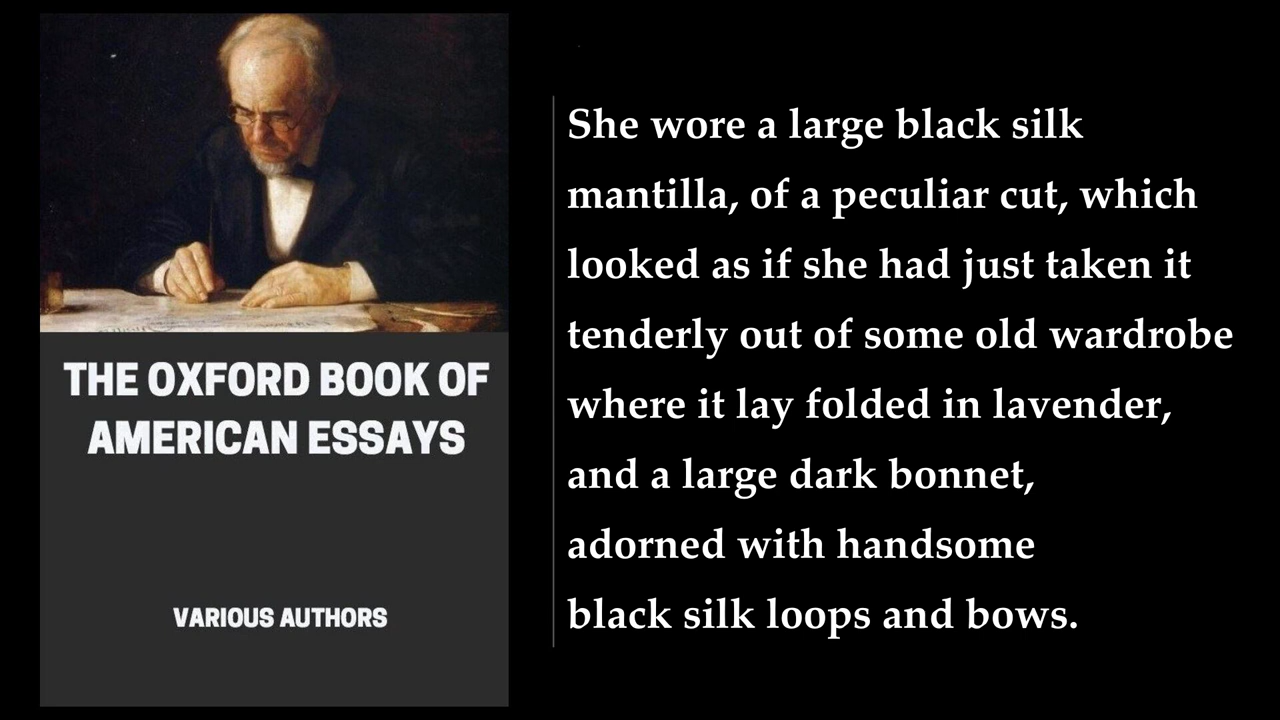 THE OXFORD BOOK OF
AMERICAN ESSAYS
VARIOUS AUTHORS
She wore a large black silk
mantilla, of a peculiar cut, which
looked as if she had just taken it
tenderly out of some old wardrobe
where it lay folded in lavender,
and a large dark bonnet,
adorned with handsome
black silk loops and bows.